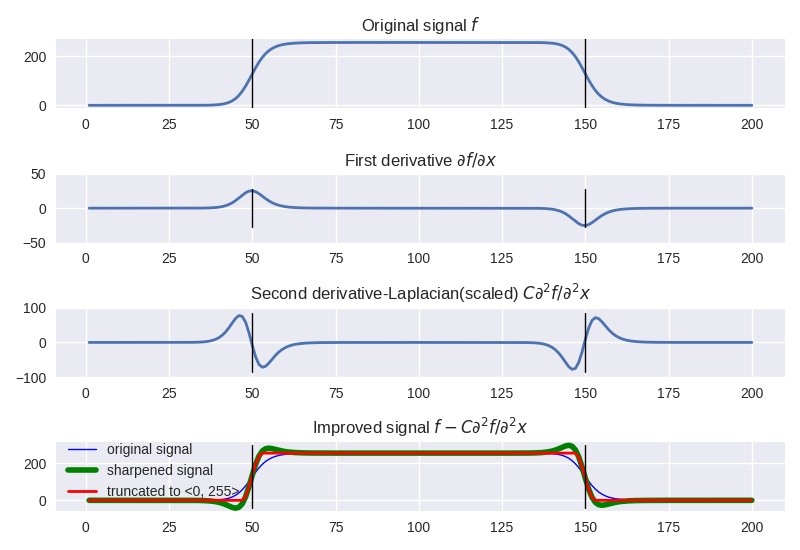 Original signal f
200
0
0 25 50 75 100 125 150 175 200
First derivative ∂f/∂x
50
0
−50
0 25 50 75 100 125 150 175 200
Second derivative-Laplacian(scaled) C∂²f/∂²x
100
0
−100
0 25 50 75 100 125 150 175 200
Improved signal f − C∂²f/∂²x
200
0
original signal
sharpened signal
truncated to <0, 255>
0 25 50 75 100 125 150 175 200